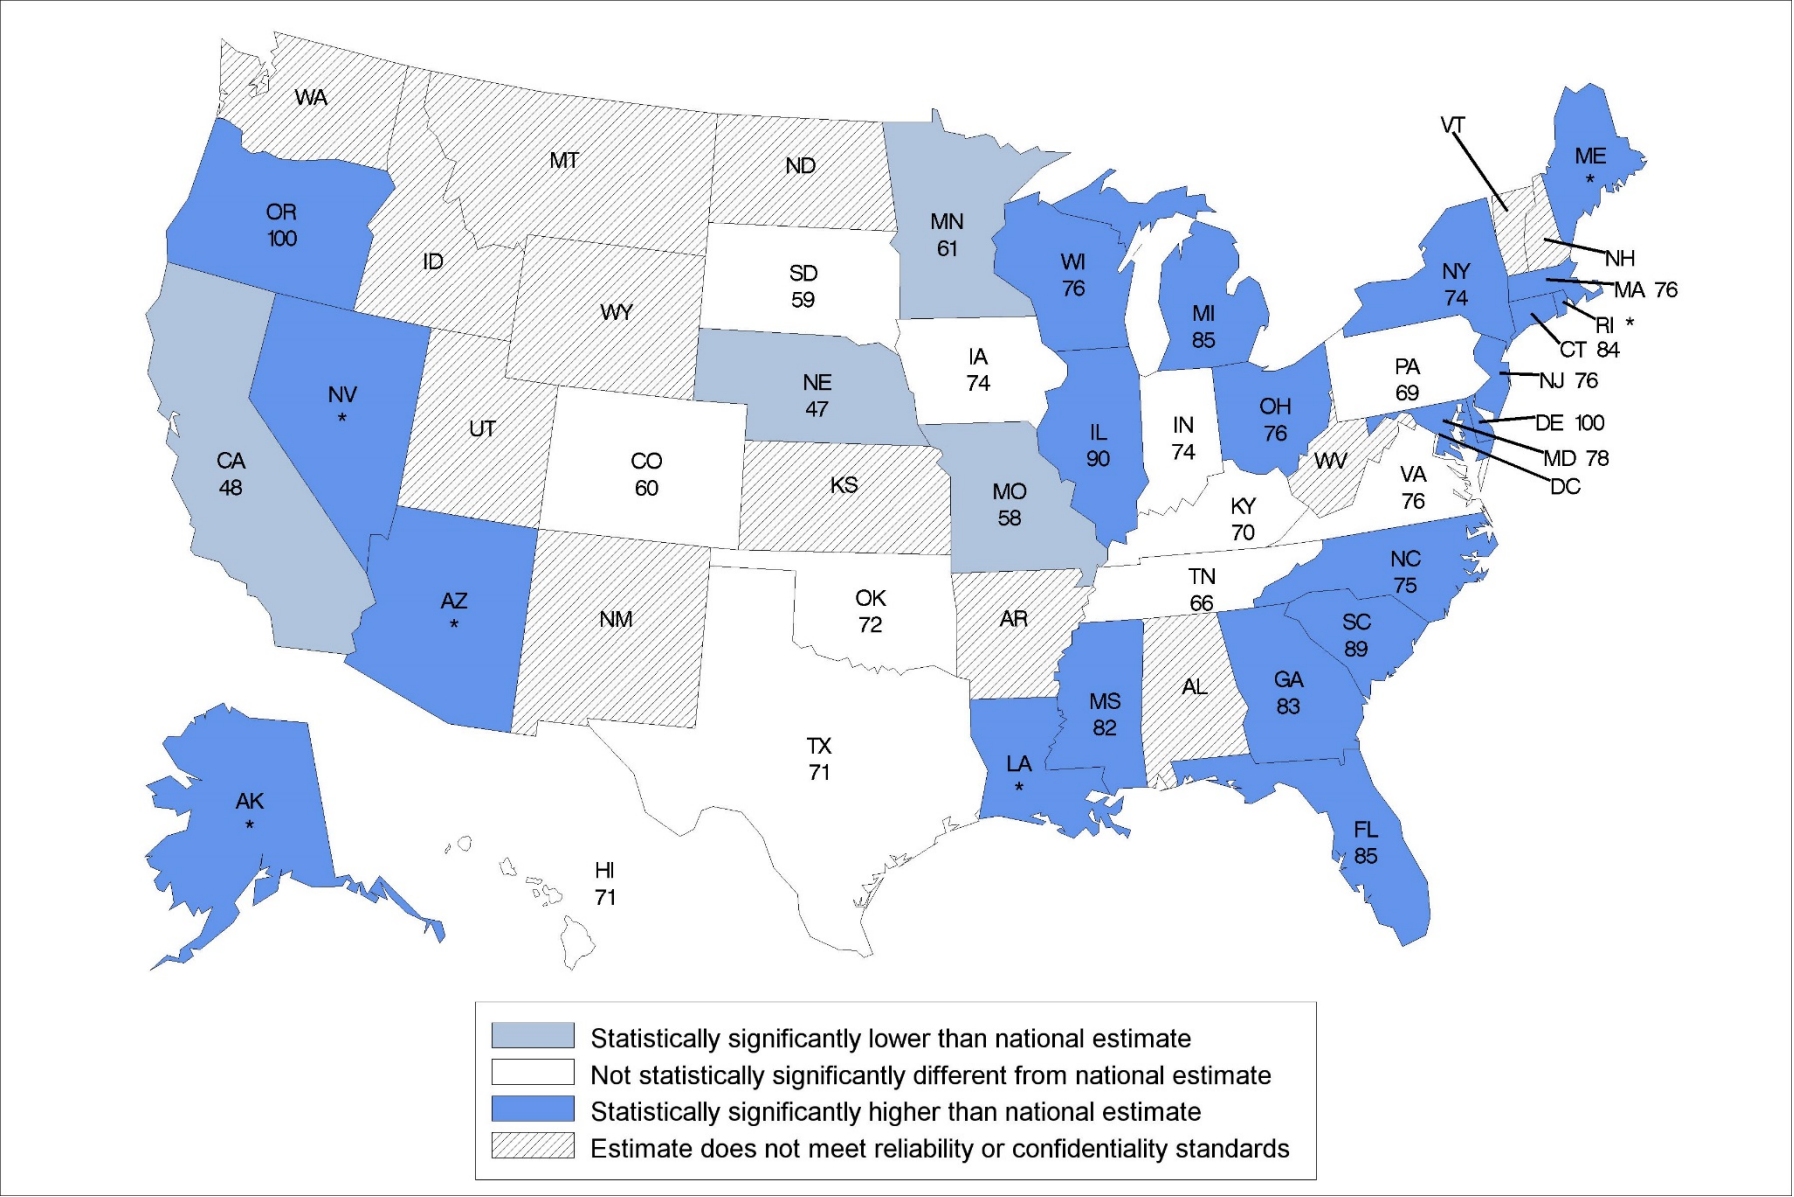 WA
VT
ME
*
MT
ND
OR
100
MN
61
NH
ID
SD
59
WI
76
NY
74
MA 76
WY
MI
85
RI *
CT 84
IA
74
PA
69
NJ 76
NE
47
NV
*
OH
76
DE 100
UT
IN
74
IL
90
MD 78
CA
48
CO
60
WV
VA
76
DC
KS
MO
58
KY
70
NC
75
TN
66
AZ
*
OK
72
NM
AR
SC
89
AL
GA
83
MS
82
TX
71
LA
*
AK
*
FL
85
HI
71
Statistically significantly lower than national estimate
Not statistically significantly different from national estimate
Statistically significantly higher than national estimate
Estimate does not meet reliability or confidentiality standards